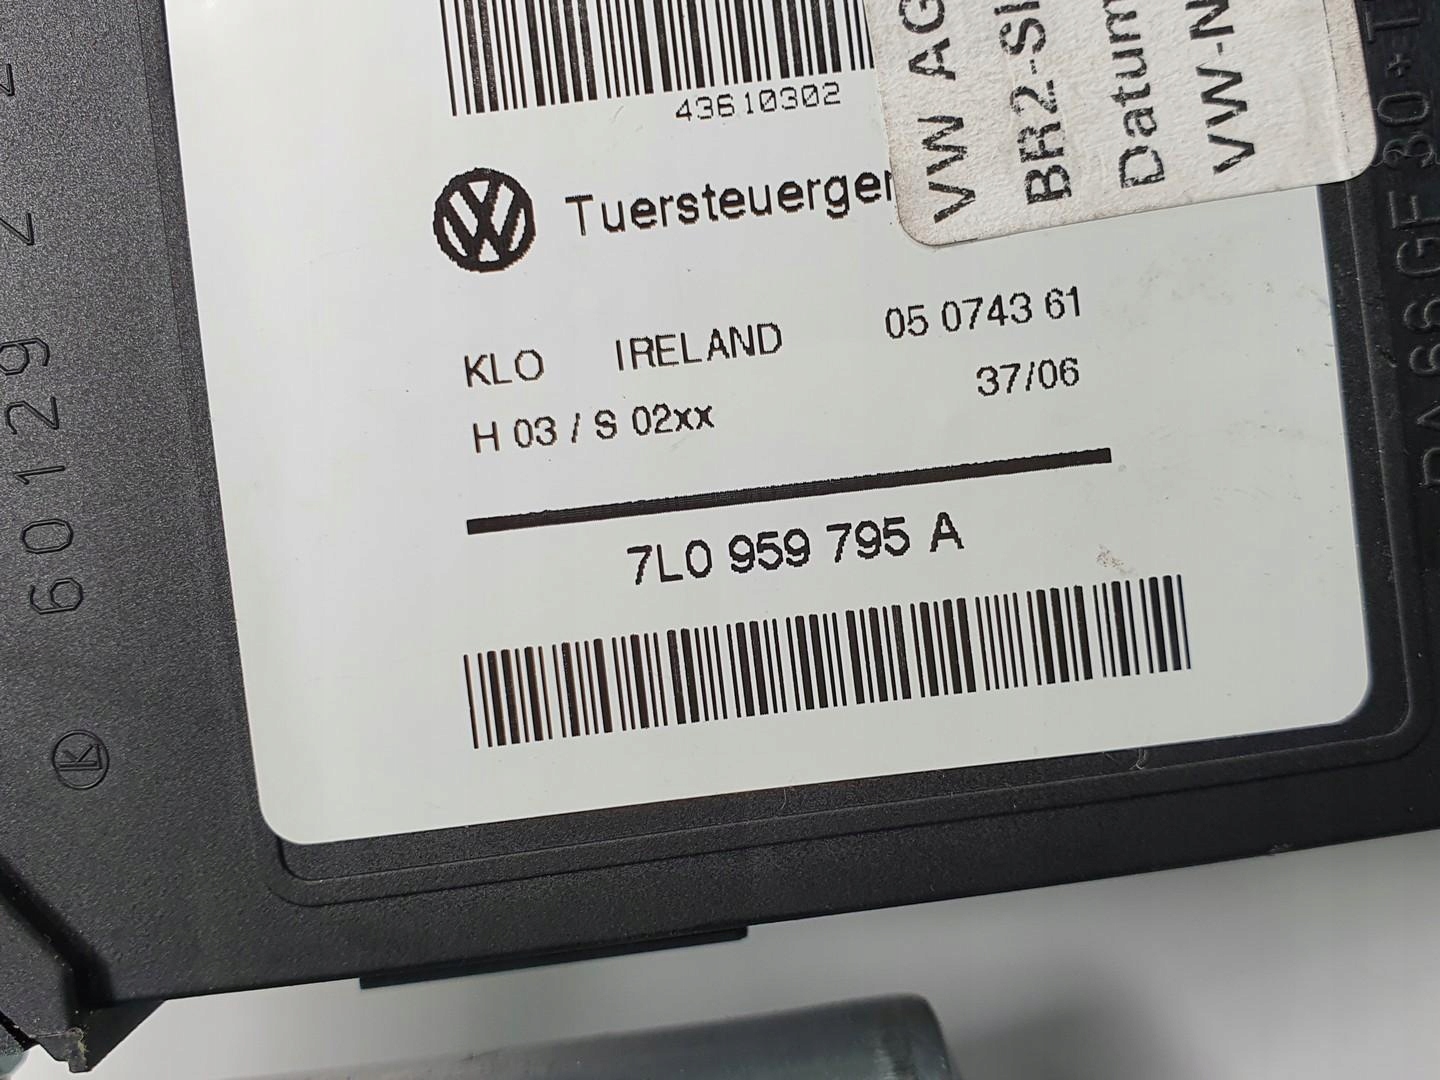 43610302
Tuersteuerger
KLO IRELAND 05 0743 61
H 03 / S 02xx 37/06
7L0 959 795 A
VW AG
BR2-
Datum
VW-N
60129